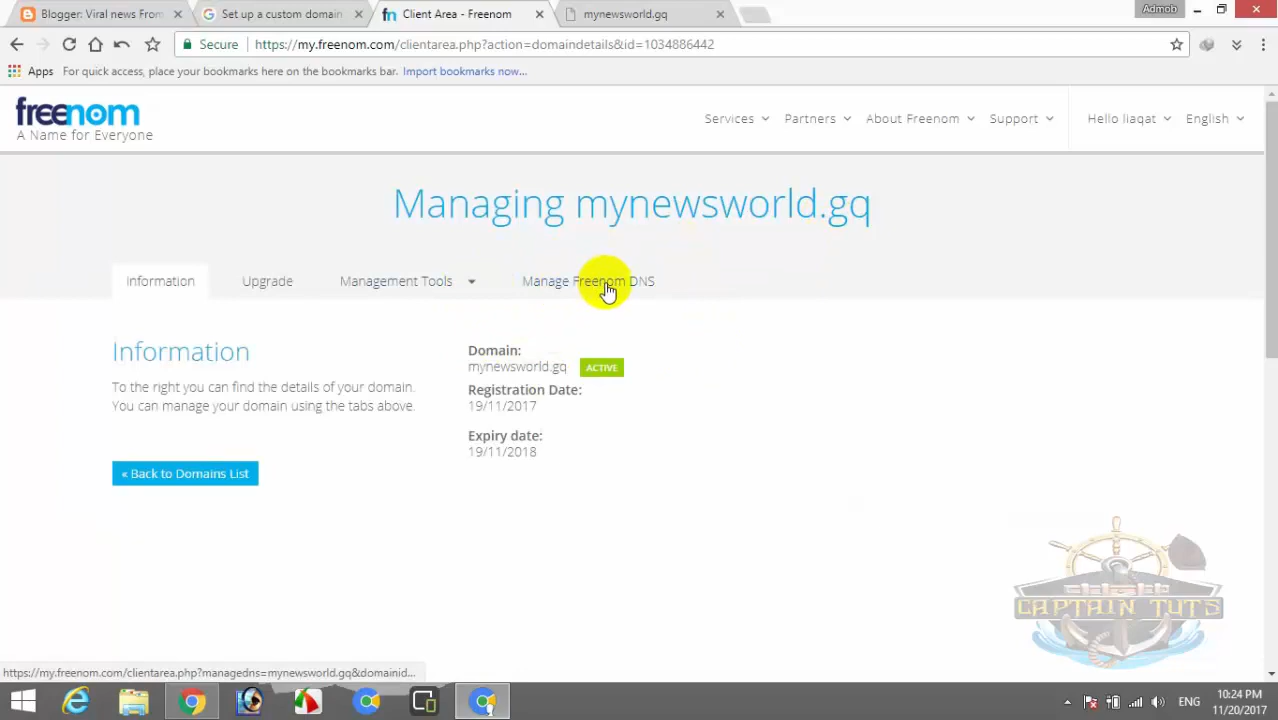 Blogger: Viral news From
Set up a custom domain
Client Area - Freenom
mynewsworld.gq
Admob
Secure
https://my.freenom.com/clientarea.php?action=domaindetails&id=1034886442
Apps
For quick access, place your bookmarks here on the bookmarks bar. Import bookmarks now...
freenom
A Name for Everyone
Services
Partners
About Freenom
Support
Hello liaqat
English
Managing mynewsworld.gq
Information
Upgrade
Management Tools
Manage Freenom DNS
Information
To the right you can find the details of your domain.
You can manage your domain using the tabs above.
« Back to Domains List
Domain:
mynewsworld.gq ACTIVE
Registration Date:
19/11/2017
Expiry date:
19/11/2018
CAPTAIN TUTS
https://my.freenom.com/clientarea.php?managedns=mynewsworld.gq&domainid...
ENG
10:24 PM
11/20/2017